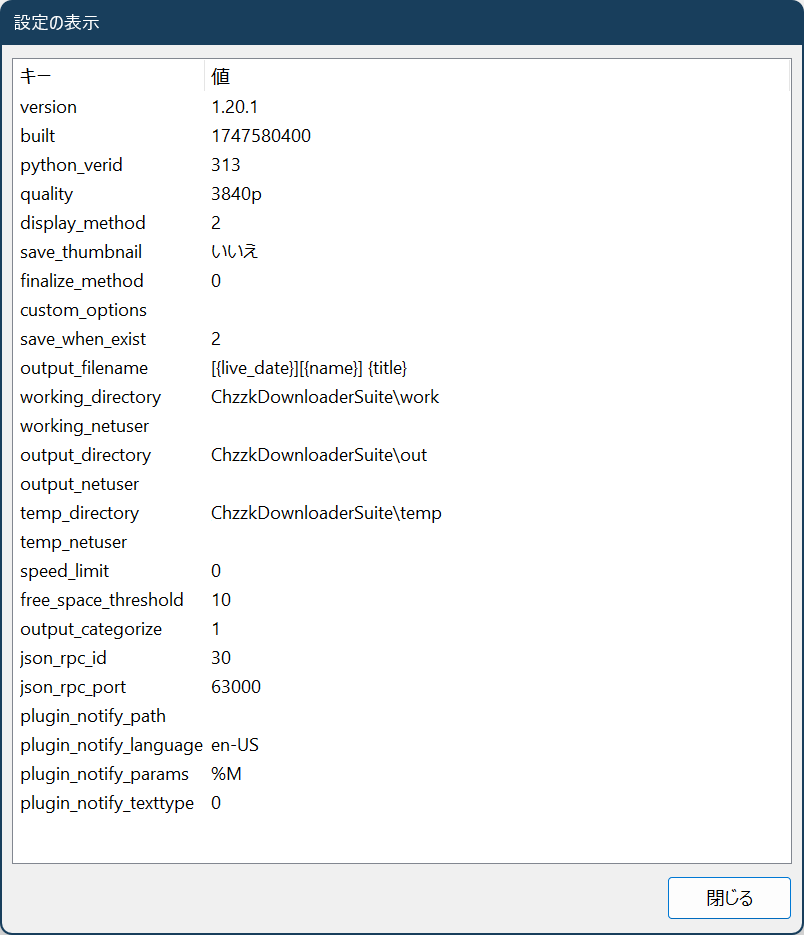 設定の表示
キー 値
version 1.20.1
built 1747580400
python_verid 313
quality 3840p
display_method 2
save_thumbnail いいえ
finalize_method 0
custom_options
save_when_exist 2
output_filename [{live_date}][{name}] {title}
working_directory ChzzkDownloaderSuite\work
working_netuser
output_directory ChzzkDownloaderSuite\out
output_netuser
temp_directory ChzzkDownloaderSuite\temp
temp_netuser
speed_limit 0
free_space_threshold 10
output_categorize 1
json_rpc_id 30
json_rpc_port 63000
plugin_notify_path
plugin_notify_language en-US
plugin_notify_params %M
plugin_notify_texttype 0
閉じる